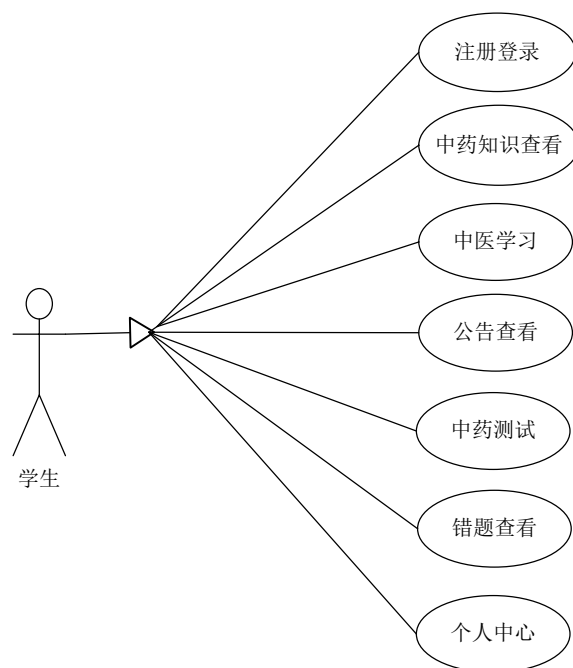 注册登录
中药知识查看
中医学习
公告查看
中药测试
学生
错题查看
个人中心